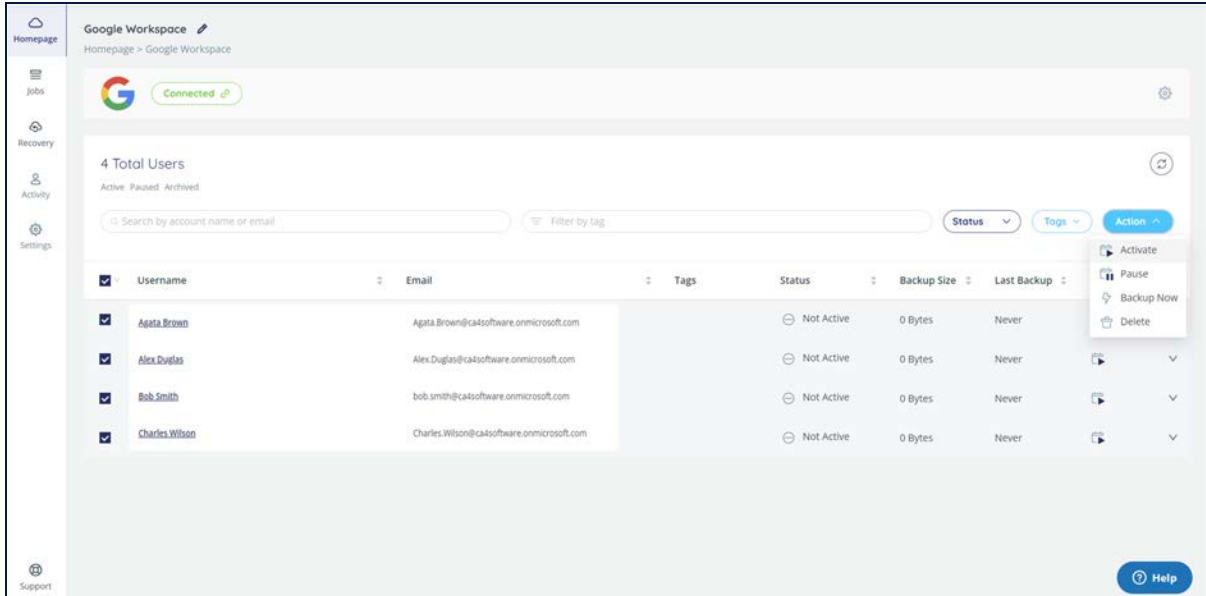 Homepage
Jobs
Recovery
Activity
Settings
Support
Google Workspace
Homepage > Google Workspace
Connected
4 Total Users
Active Paused Archived
Search by account name or email
Filter by tag
Status
Tags
Action
Activate
Pause
Backup Now
Delete
Username Email Tags Status Backup Size Last Backup
Agata Brown Agata.Brown@ca4software.onmicrosoft.com Not Active 0 Bytes Never
Alex Duglas Alex.Duglas@ca4software.onmicrosoft.com Not Active 0 Bytes Never
Bob Smith bob.smith@ca4software.onmicrosoft.com Not Active 0 Bytes Never
Charles Wilson Charles.Wilson@ca4software.onmicrosoft.com Not Active 0 Bytes Never
Help